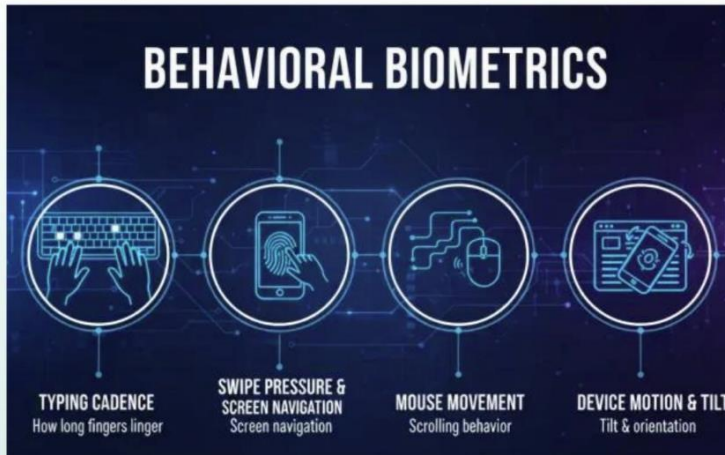 BEHAVIORAL BIOMETRICS
TYPING CADENCE
How long fingers linger
SWIPE PRESSURE &
SCREEN NAVIGATION
Screen navigation
MOUSE MOVEMENT
Scrolling behavior
DEVICE MOTION & TILT
Tilt & orientation